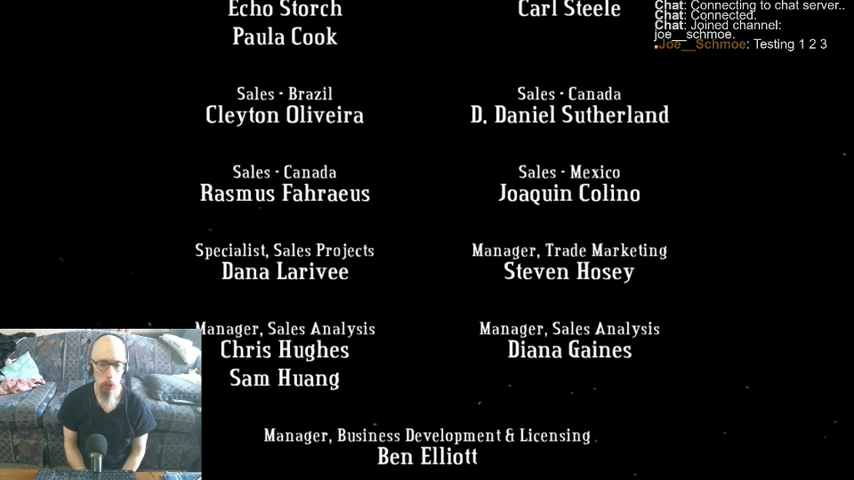 Echo Storch
Carl Steele
Paula Cook
Sales - Brazil
Sales - Canada
Cleyton Oliveira
D. Daniel Sutherland
Sales - Canada
Sales - Mexico
Rasmus Fahraeus
Joaquin Colino
Specialist, Sales Projects
Manager, Trade Marketing
Dana Larivee
Steven Hosey
Manager, Sales Analysis
Manager, Sales Analysis
Chris Hughes
Diana Gaines
Sam Huang
Manager, Business Development & Licensing
Ben Elliott
Chat: Connecting to chat server..
Chat: Connected.
Chat: Joined channel:
joe__schmoe.
Joe__Schmoe: Testing 1 2 3